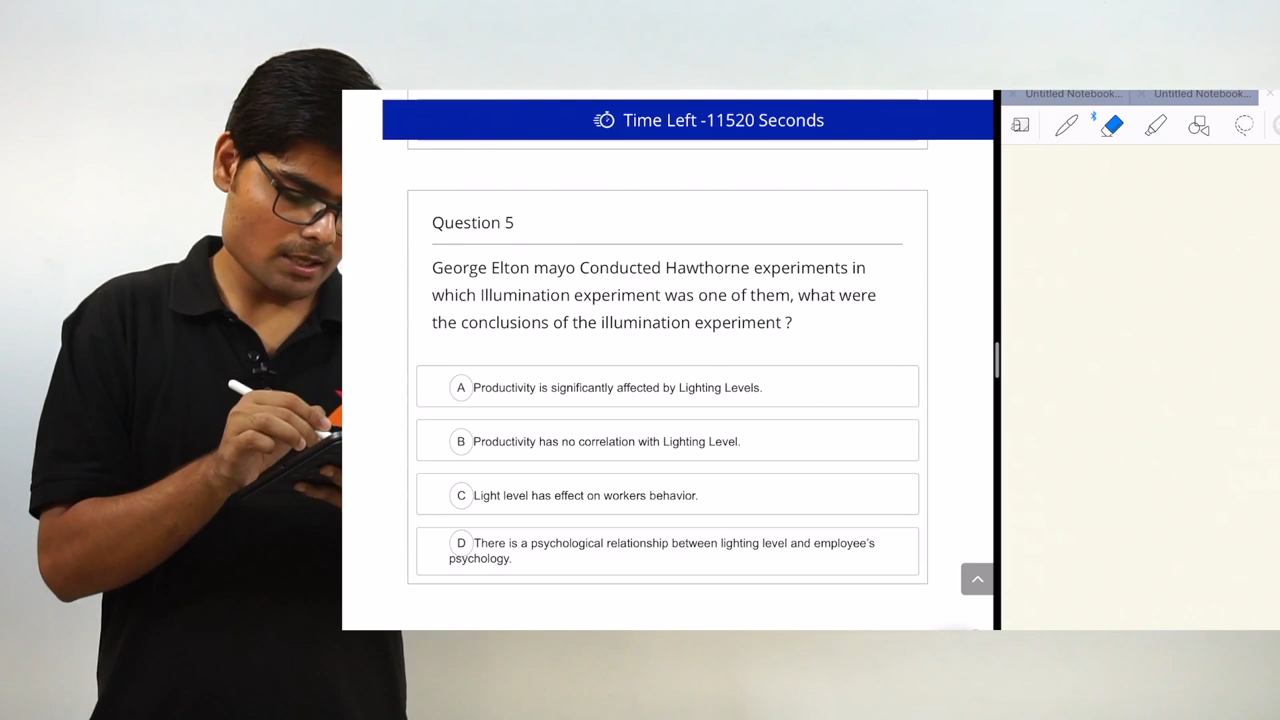 Untitled Notebook... Untitled Notebook...
Time Left -11520 Seconds
Question 5
George Elton mayo Conducted Hawthorne experiments in
which Illumination experiment was one of them, what were
the conclusions of the illumination experiment ?
A Productivity is significantly affected by Lighting Levels.
B Productivity has no correlation with Lighting Level.
C Light level has effect on workers behavior.
D There is a psychological relationship between lighting level and employee's
psychology.